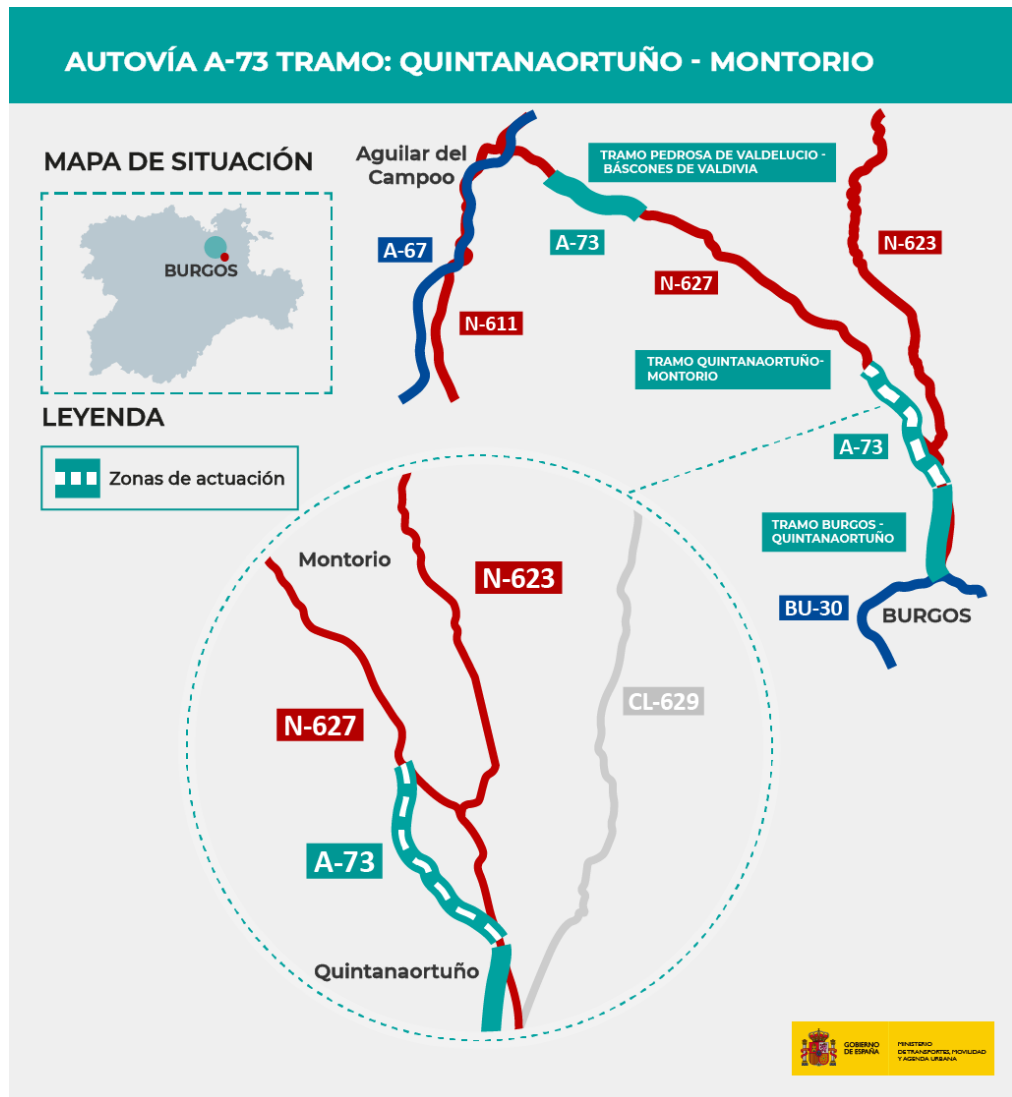 AUTOVÍA A-73 TRAMO: QUINTANAORTUÑO - MONTORIO
MAPA DE SITUACIÓN
BURGOS
LEYENDA
Zonas de actuación
Aguilar del
Campoo
TRAMO PEDROSA DE VALDELUCIO -
BÁSCONES DE VALDIVIA
A-67
A-73
N-623
N-627
N-611
TRAMO QUINTANAORTUÑO-
MONTORIO
A-73
TRAMO BURGOS -
QUINTANAORTUÑO
BU-30
BURGOS
Montorio
N-623
CL-629
N-627
A-73
Quintanaortuño
GOBIERNO
DE ESPAÑA
MINISTERIO
DE TRANSPORTES, MOVILIDAD
Y AGENDA URBANA